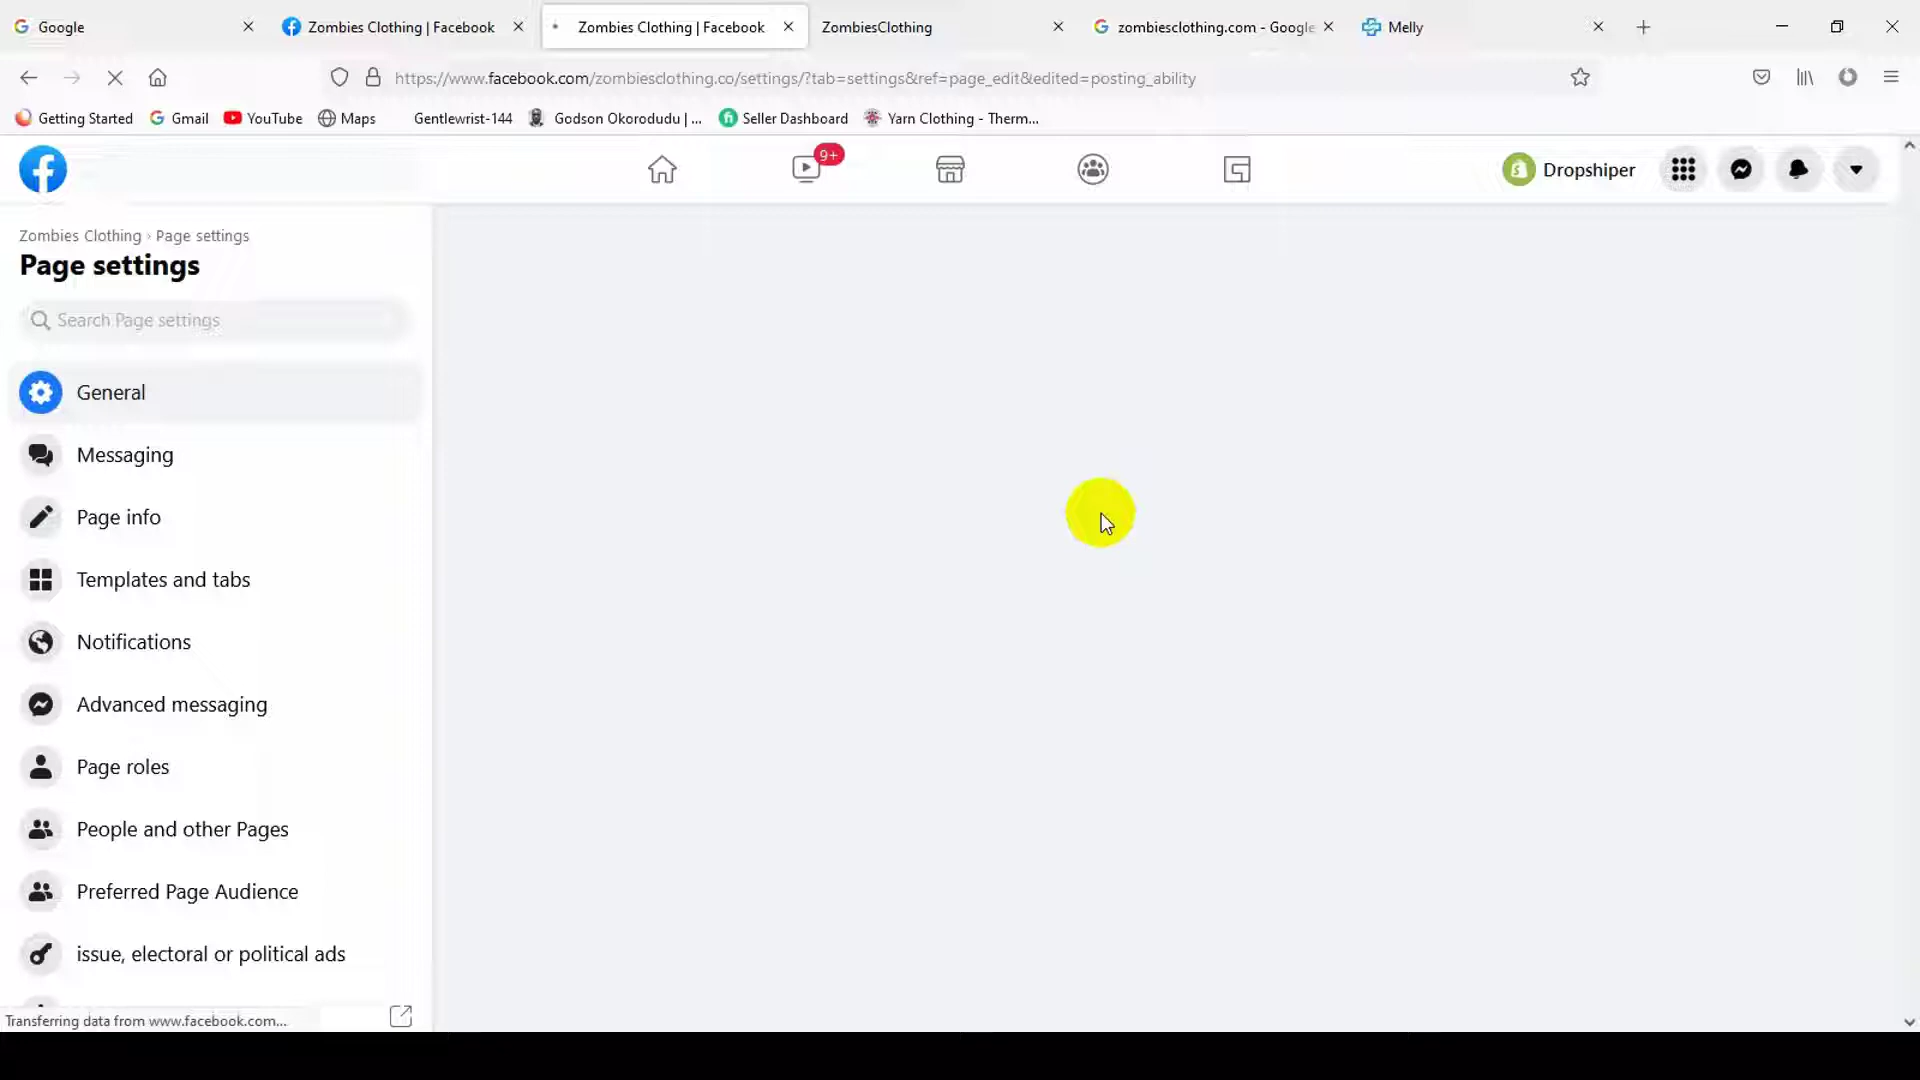 Google
Zombies Clothing | Facebook
Zombies Clothing | Facebook
ZombiesClothing
zombiesclothing.com - Google
Melly
https://www.facebook.com/zombiesclothing.co/settings/?tab=settings&ref=page_edit&edited=posting_ability
Getting Started
Gmail
YouTube
Maps
Gentlewrist-144
Godson Okorodudu | ...
Seller Dashboard
Yarn Clothing - Therm...
9+
Dropshiper
Zombies Clothing › Page settings
Page settings
Search Page settings
General
Messaging
Page info
Templates and tabs
Notifications
Advanced messaging
Page roles
People and other Pages
Preferred Page Audience
issue, electoral or political ads
Transferring data from www.facebook.com...